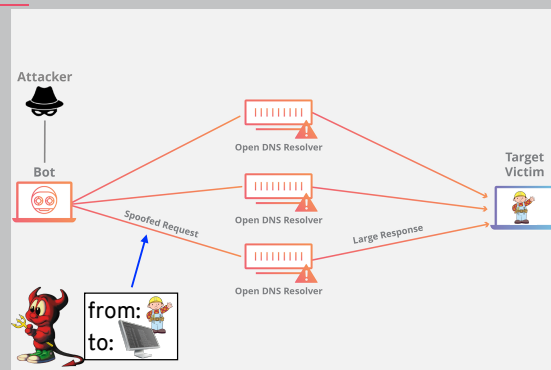 Attacker
Bot
Open DNS Resolver
Open DNS Resolver
Open DNS Resolver
Spoofed Request
Large Response
Target
Victim
from:
to: